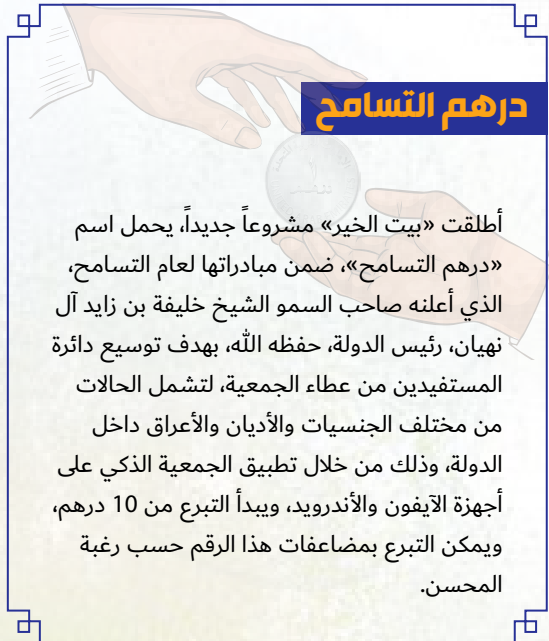 درهم التسامح
أطلقت «بيت الخير» مشروعاً جديداً، يحمل اسم
«درهم التسامح»، ضمن مبادراتها لعام التسامح،
الذي أعلنه صاحب السمو الشيخ خليفة بن زايد آل
نهيان، رئيس الدولة، حفظه الله، بهدف توسيع دائرة
المستفيدين من عطاء الجمعية، لتشمل الحالات
من مختلف الجنسيات والأديان والأعراق داخل
الدولة، وذلك من خلال تطبيق الجمعية الذكي على
أجهزة الآيفون والأندرويد، ويبدأ التبرع من 10 درهم،
ويمكن التبرع بمضاعفات هذا الرقم حسب رغبة
المحسن.